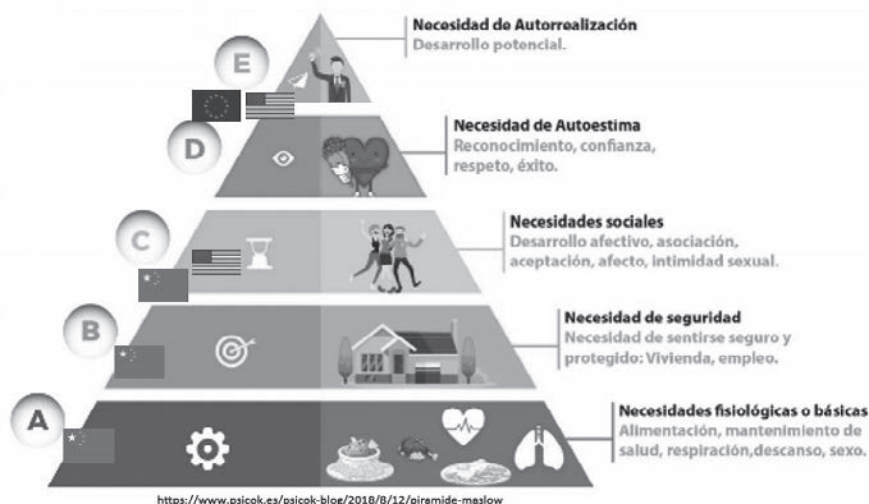 Necesidad de Autorrealización
Desarrollo potencial.
E
D
Necesidad de Autoestima
Reconocimiento, confianza,
respeto, éxito.
C
Necesidades sociales
Desarrollo afectivo, asociación,
aceptación, afecto, intimidad sexual.
B
Necesidad de seguridad
Necesidad de sentirse seguro y
protegido: Vivienda, empleo.
A
Necesidades fisiológicas o básicas
Alimentación, mantenimiento de
salud, respiración,descanso, sexo.
https://www.psicok.es/psicok-blog/2018/8/12/piramide-maslow